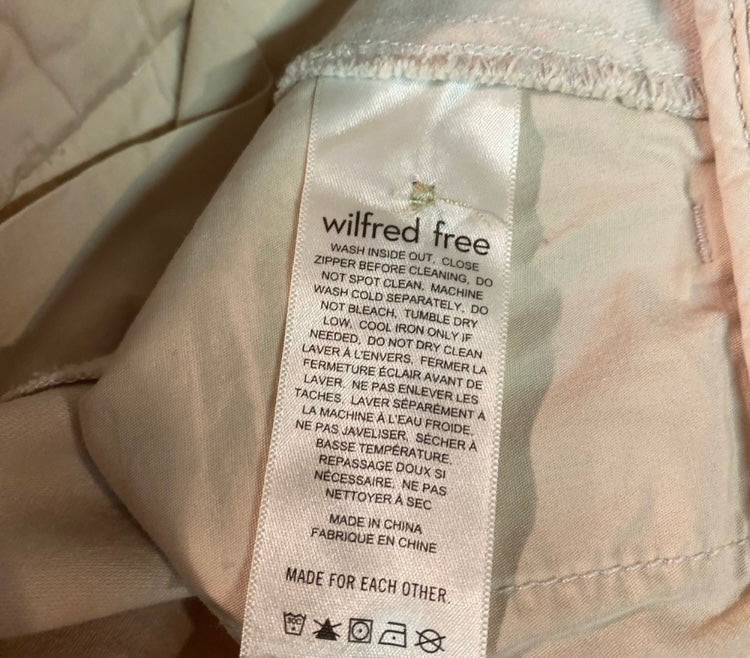 wilfred free
WASH INSIDE OUT, CLOSE
ZIPPER BEFORE CLEANING, DO
NOT SPOT CLEAN, MACHINE
WASH COLD SEPARATELY, DO
NOT BLEACH, TUMBLE DRY
LOW, COOL IRON ONLY IF
NEEDED, DO NOT DRY CLEAN
LAVER À L'ENVERS, FERMER LA
FERMETURE ÉCLAIR AVANT DE
LAVER, NE PAS ENLEVER LES
TACHES, LAVER SÉPARÉMENT À
LA MACHINE À L'EAU FROIDE,
NE PAS JAVELISER, SÉCHER À
BASSE TEMPÉRATURE,
REPASSAGE DOUX SI
NÉCESSAIRE, NE PAS
NETTOYER À SEC
MADE IN CHINA
FABRIQUE EN CHINE
MADE FOR EACH OTHER.
30°C